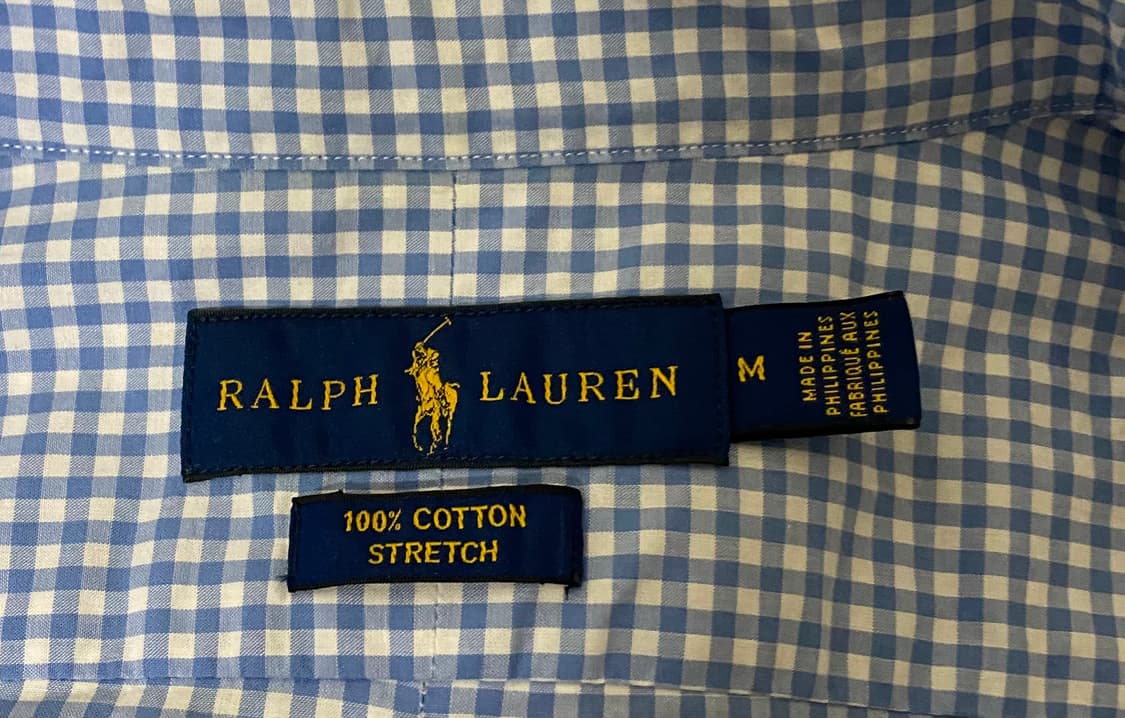 RALPH LAUREN
M
MADE IN
PHILIPPINES
FABRIQUÉ AUX
PHILIPPINES
100% COTTON
STRETCH